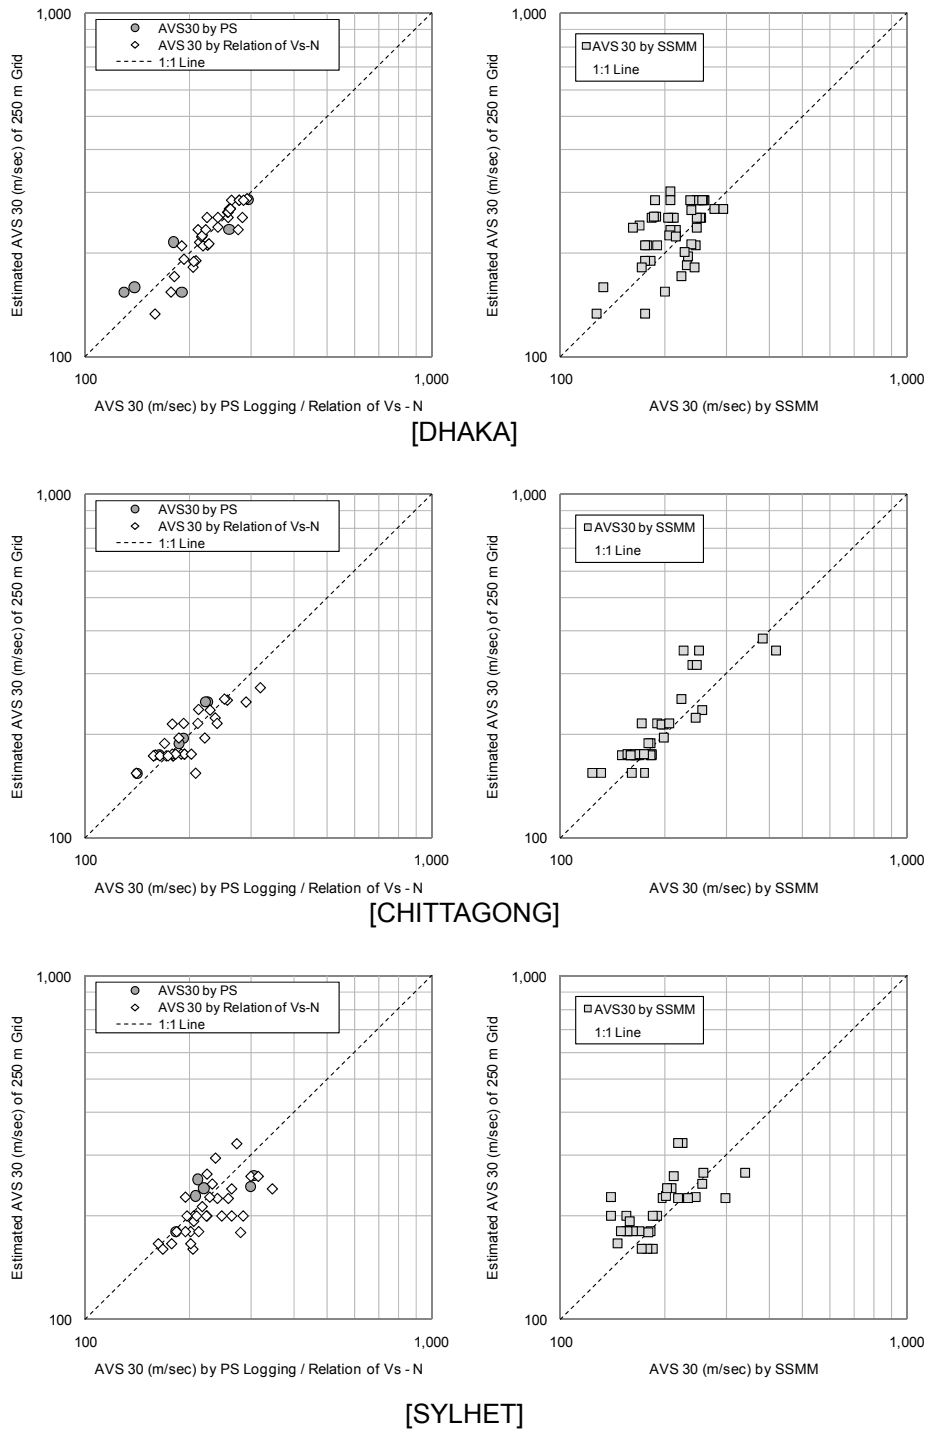 1,000
AVS30 by PS
AVS 30 by Relation of Vs-N
1:1 Line
Estimated AVS 30 (m/sec) of 250 m Grid
100
100
1,000
AVS 30 (m/sec) by PS Logging / Relation of Vs - N
1,000
AVS 30 by SSMM
1:1 Line
Estimated AVS 30 (m/sec) of 250 m Grid
100
100
1,000
AVS 30 (m/sec) by SSMM
[DHAKA]
1,000
AVS30 by PS
AVS 30 by Relation of Vs-N
1:1 Line
Estimated AVS 30 (m/sec) of 250 m Grid
100
100
1,000
AVS 30 (m/sec) by PS Logging / Relation of Vs - N
1,000
AVS30 by SSMM
1:1 Line
Estimated AVS 30 (m/sec) of 250 m Grid
100
100
1,000
AVS 30 (m/sec) by SSMM
[CHITTAGONG]
1,000
AVS30 by PS
AVS 30 by Relation of Vs-N
1:1 Line
Estimated AVS 30 (m/sec) of 250 m Grid
100
100
1,000
AVS 30 (m/sec) by PS Logging / Relation of Vs - N
1,000
AVS30 by SSMM
1:1 Line
Estimated AVS 30 (m/sec) of 250 m Grid
100
100
1,000
AVS 30 (m/sec) by SSMM
[SYLHET]